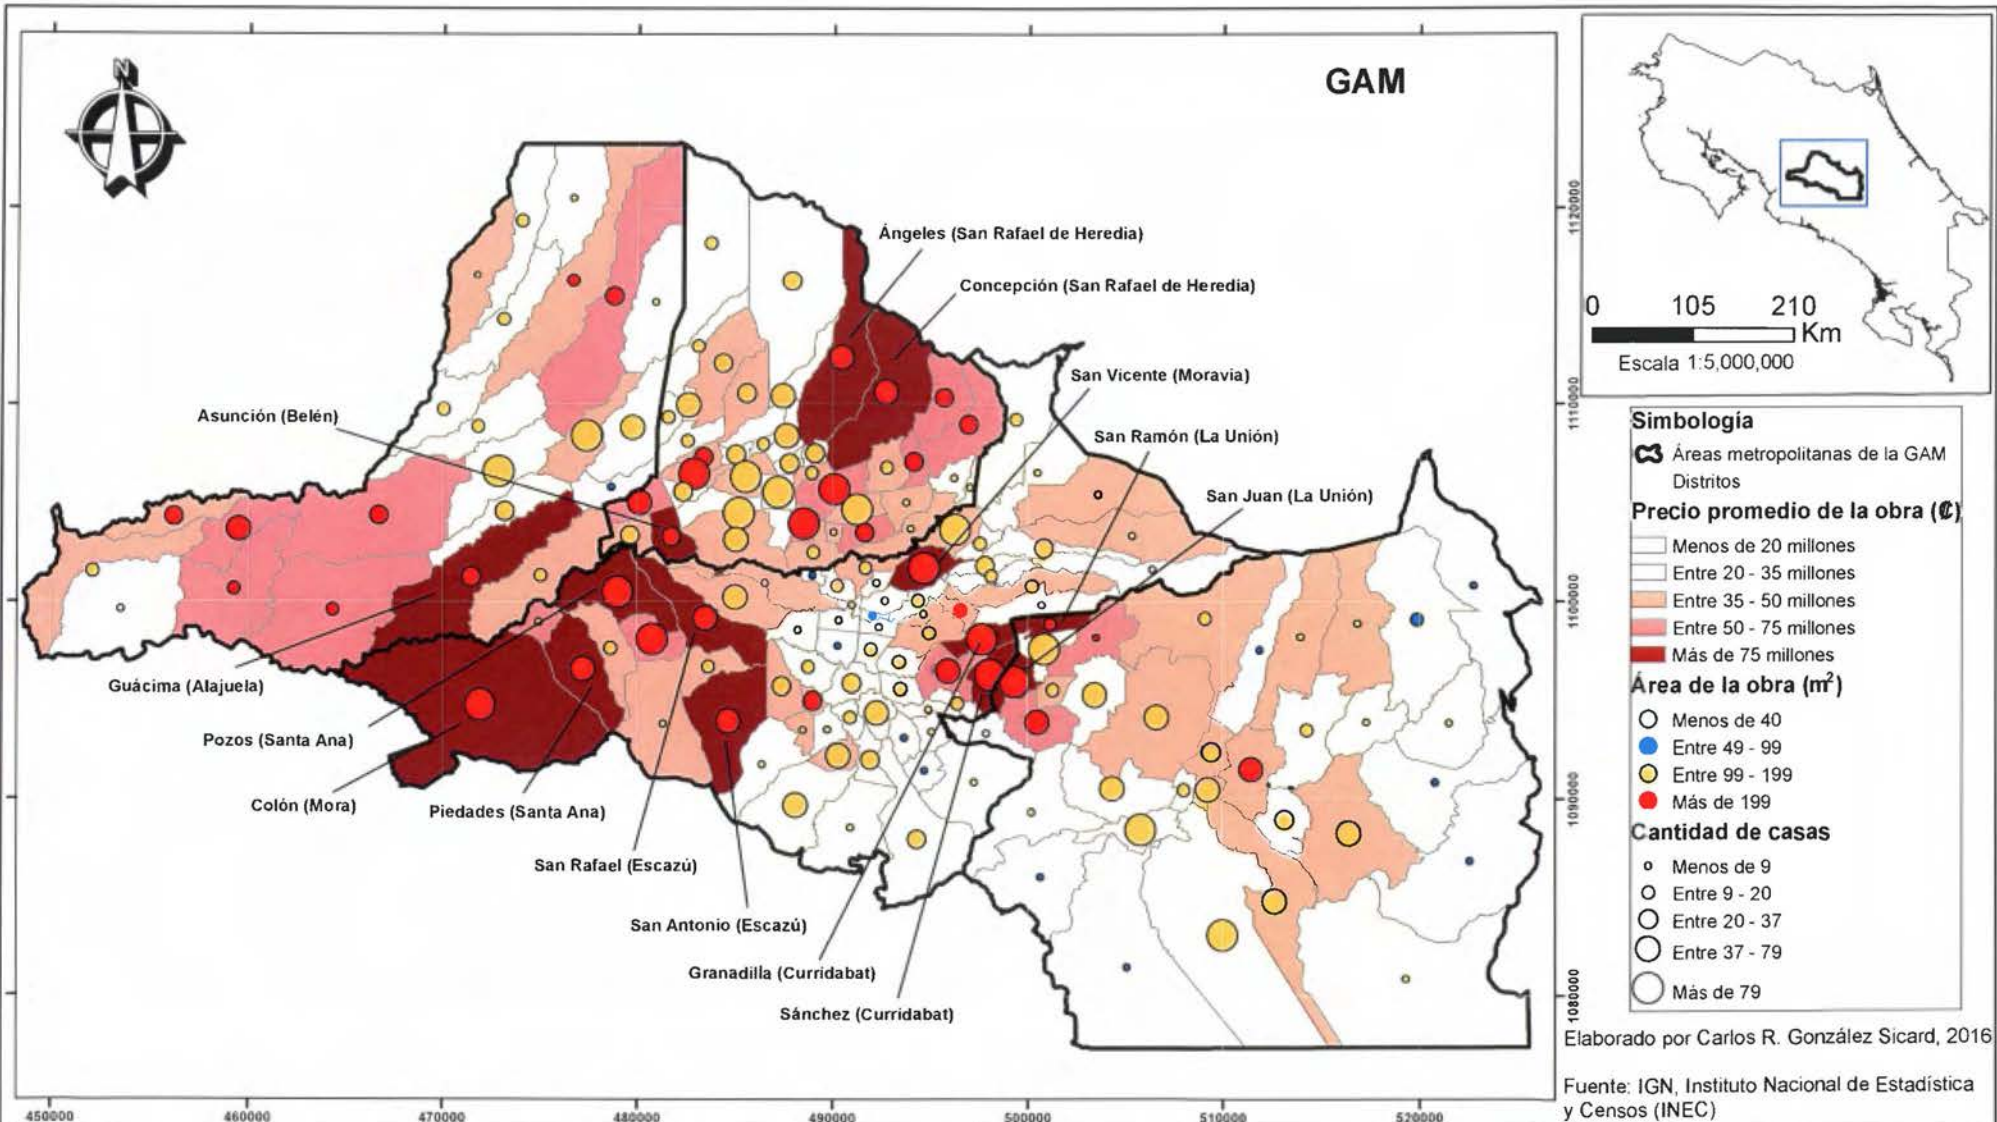 N
GAM
Ángeles (San Rafael de Heredia)
Concepción (San Rafael de Heredia)
San Vicente (Moravia)
Asunción (Belén)
San Ramón (La Unión)
San Juan (La Unión)
Guácima (Alajuela)
Pozos (Santa Ana)
Colón (Mora)
Piedades (Santa Ana)
San Rafael (Escazú)
San Antonio (Escazú)
Granadilla (Curridabat)
Sánchez (Curridabat)
450000
460000
470000
480000
490000
500000
510000
520000
1120000
1110000
1100000
1090000
1080000
0 105 210
Km
Escala 1:5,000,000
Simbología
Áreas metropolitanas de la GAM
Distritos
Precio promedio de la obra (₡)
Menos de 20 millones
Entre 20 - 35 millones
Entre 35 - 50 millones
Entre 50 - 75 millones
Más de 75 millones
Área de la obra (m²)
Menos de 40
Entre 49 - 99
Entre 99 - 199
Más de 199
Cantidad de casas
Menos de 9
Entre 9 - 20
Entre 20 - 37
Entre 37 - 79
Más de 79
Elaborado por Carlos R. González Sicard, 2016
Fuente: IGN, Instituto Nacional de Estadística
y Censos (INEC)